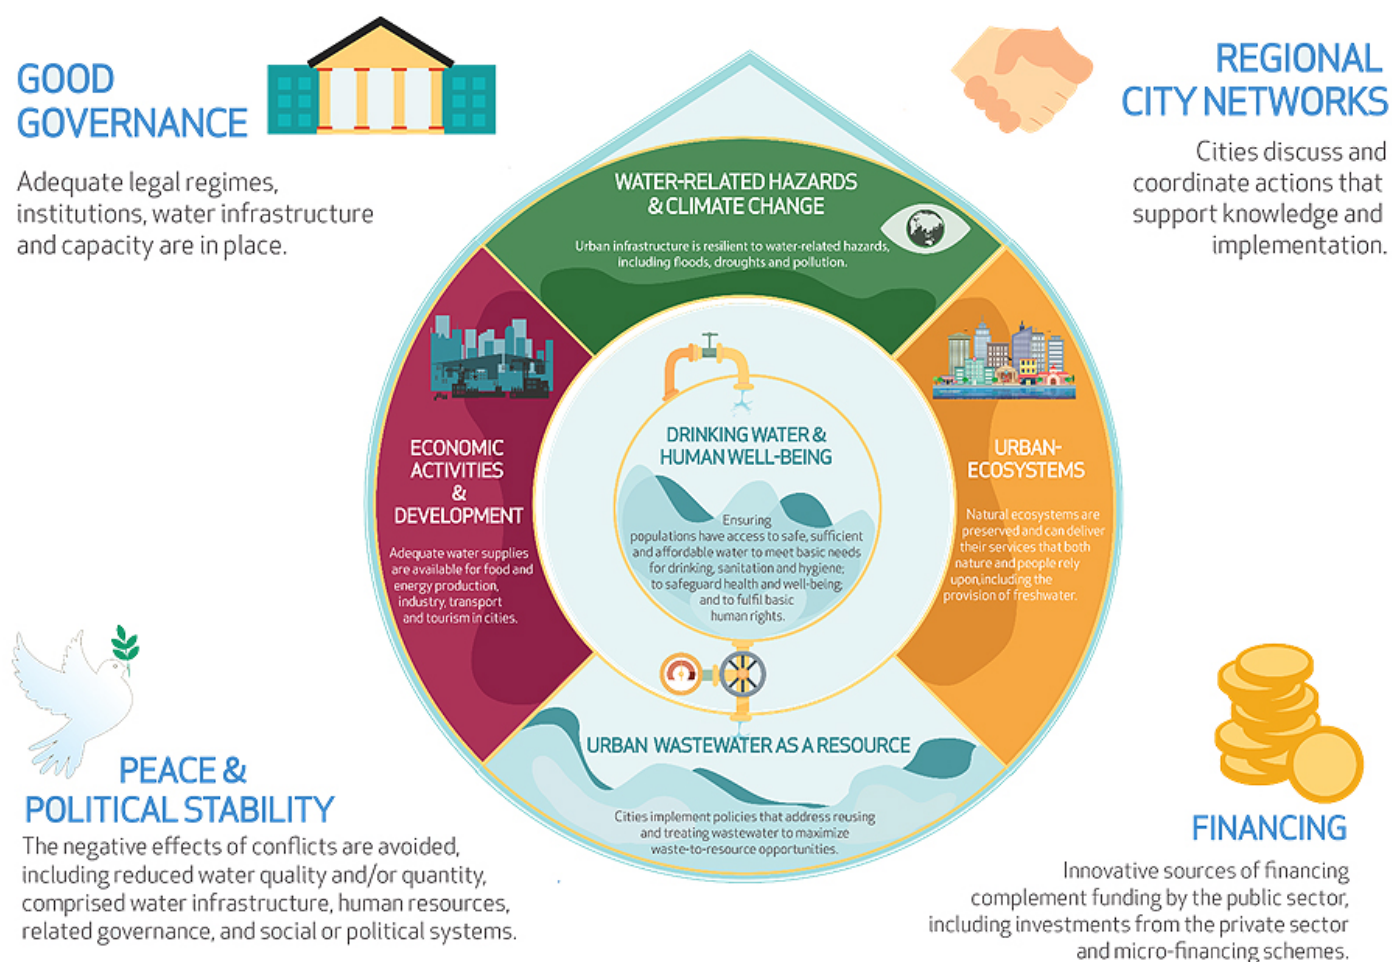 GOOD
GOVERNANCE
Adequate legal regimes,
institutions, water infrastructure
and capacity are in place.
REGIONAL
CITY NETWORKS
Cities discuss and
coordinate actions that
support knowledge and
implementation.
WATER-RELATED HAZARDS
& CLIMATE CHANGE
Urban infrastructure is resilient to water-related hazards,
including floods, droughts and pollution.
ECONOMIC
ACTIVITIES
&
DEVELOPMENT
Adequate water supplies
are available for food and
energy production,
industry, transport
and tourism in cities.
DRINKING WATER &
HUMAN WELL-BEING
Ensuring
populations have access to safe, sufficient
and affordable water to meet basic needs
for drinking, sanitation and hygiene;
to safeguard health and well-being;
and to fulfil basic
human rights.
URBAN-
ECOSYSTEMS
Natural ecosystems are
preserved and can deliver
their services that both
nature and people rely
upon,including the
provision of freshwater.
URBAN WASTEWATER AS A RESOURCE
Cities implement policies that address reusing
and treating wastewater to maximize
waste-to-resource opportunities.
PEACE &
POLITICAL STABILITY
The negative effects of conflicts are avoided,
including reduced water quality and/or quantity,
comprised water infrastructure, human resources,
related governance, and social or political systems.
FINANCING
Innovative sources of financing
complement funding by the public sector,
including investments from the private sector
and micro-financing schemes.